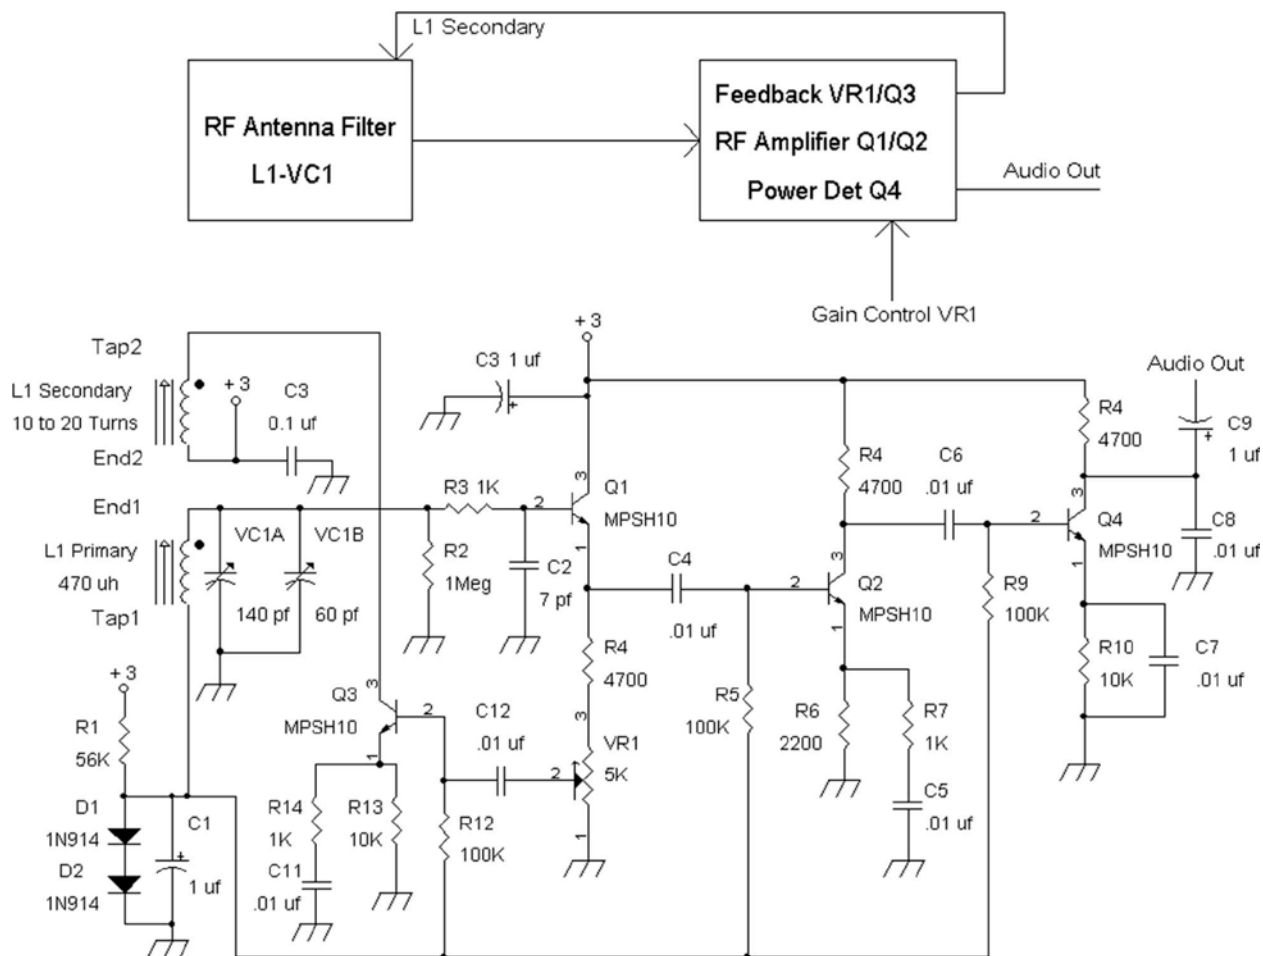 L1 Secondary
RF Antenna Filter
L1-VC1
Feedback VR1/Q3
RF Amplifier Q1/Q2
Power Det Q4
Audio Out
Gain Control VR1
Tap2
L1 Secondary
10 to 20 Turns
End2
+3
C3
0.1 uf
End1
L1 Primary
470 uh
Tap1
VC1A
140 pf
VC1B
60 pf
R2
1Meg
R3 1K
C2
7 pf
C3 1 uf
+
+3
3
2
1
Q1
MPSH10
C4
.01 uf
R4
4700
3
VR1
5K
2
1
C12
.01 uf
Q3
MPSH10
3
2
1
R14
1K
C11
.01 uf
R13
10K
R12
100K
+3
R1
56K
D1
1N914
D2
1N914
C1
+
1 uf
R5
100K
R4
4700
3
2
1
Q2
MPSH10
R6
2200
R7
1K
C5
.01 uf
C6
.01 uf
R9
100K
R4
4700
3
2
1
Q4
MPSH10
R10
10K
C7
.01 uf
Audio Out
C9
+
1 uf
C8
.01 uf